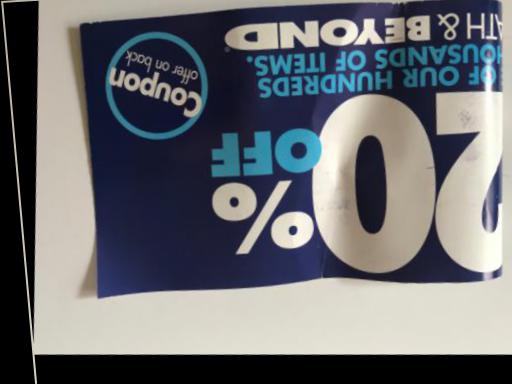 20%
OFF
OF OUR HUNDREDS
HOUSANDS OF ITEMS.
ATH & BEYOND
Coupon
offer on back